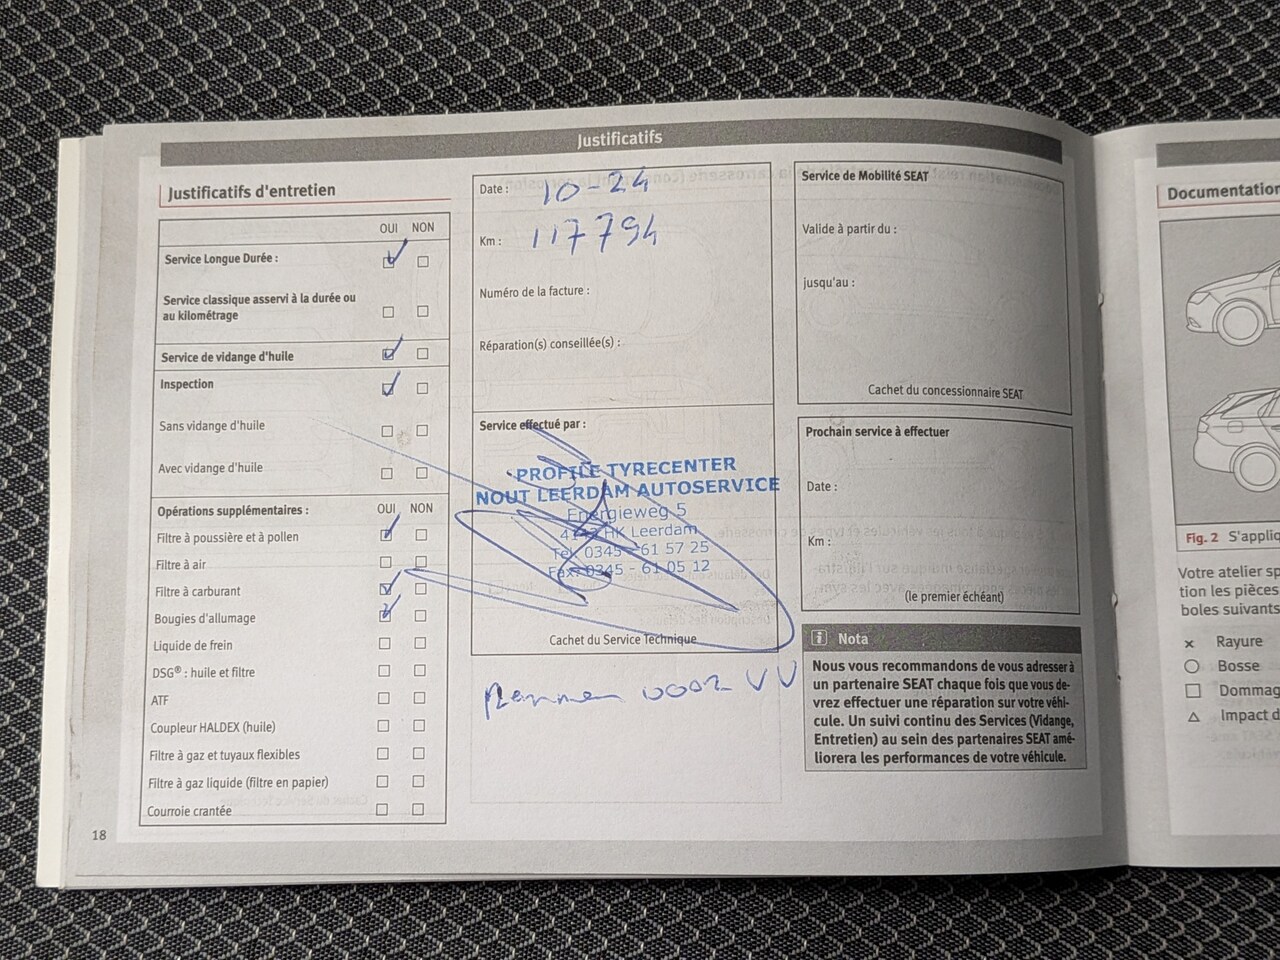 Justificatifs
Justificatifs d'entretien
OUI NON
Service Longue Durée :
Service classique asservi à la durée ou
au kilométrage
Service de vidange d'huile
Inspection
Sans vidange d'huile
Avec vidange d'huile
Opérations supplémentaires : OUI NON
Filtre à poussière et à pollen
Filtre à air
Filtre à carburant
Bougies d'allumage
Liquide de frein
DSG® : huile et filtre
ATF
Coupleur HALDEX (huile)
Filtre à gaz et tuyaux flexibles
Filtre à gaz liquide (filtre en papier)
Courroie crantée
18
Date : 10-24
Km : 117794
Numéro de la facture :
Réparation(s) conseillée(s) :
Service effectué par :
PROFILE TYRECENTER
NOUT LEERDAM AUTOSERVICE
Energieweg 5
HK Leerdam
Tel. 0345 - 61 57 25
Fax. 0345 - 61 05 12
Cachet du Service Technique
Remmen voor VV
Service de Mobilité SEAT
Valide à partir du :
jusqu'au :
Cachet du concessionnaire SEAT
Prochain service à effectuer
Date :
Km :
(le premier échéant)
i Nota
Nous vous recommandons de vous adresser à
un partenaire SEAT chaque fois que vous de-
vrez effectuer une réparation sur votre véhi-
cule. Un suivi continu des Services (Vidange,
Entretien) au sein des partenaires SEAT amé-
liorera les performances de votre véhicule.
Documentation
Fig. 2 S'appliq
Votre atelier sp
tion les pièces
boles suivants
Rayure
Bosse
Dommag
Impact d